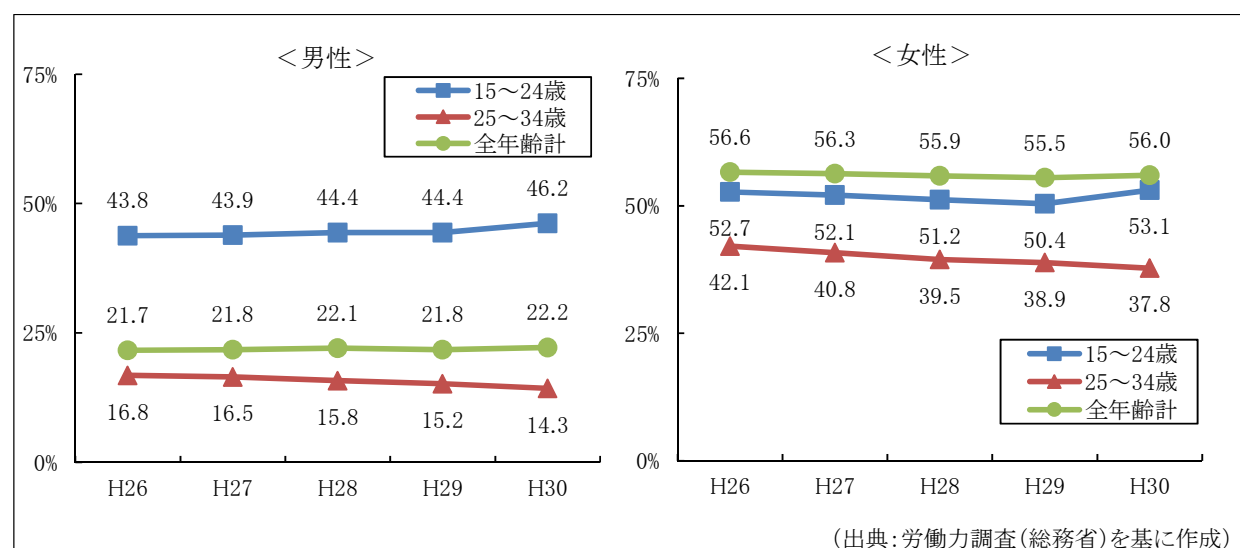 ＜男性＞
75%
50%
25%
0%
15～24歳
25～34歳
全年齢計
43.8 43.9 44.4 44.4 46.2
21.7 21.8 22.1 21.8 22.2
16.8 16.5 15.8 15.2 14.3
H26 H27 H28 H29 H30
＜女性＞
75%
50%
25%
0%
56.6 56.3 55.9 55.5 56.0
52.7 52.1 51.2 50.4 53.1
42.1 40.8 39.5 38.9 37.8
15～24歳
25～34歳
全年齢計
H26 H27 H28 H29 H30
（出典：労働力調査（総務省）を基に作成）